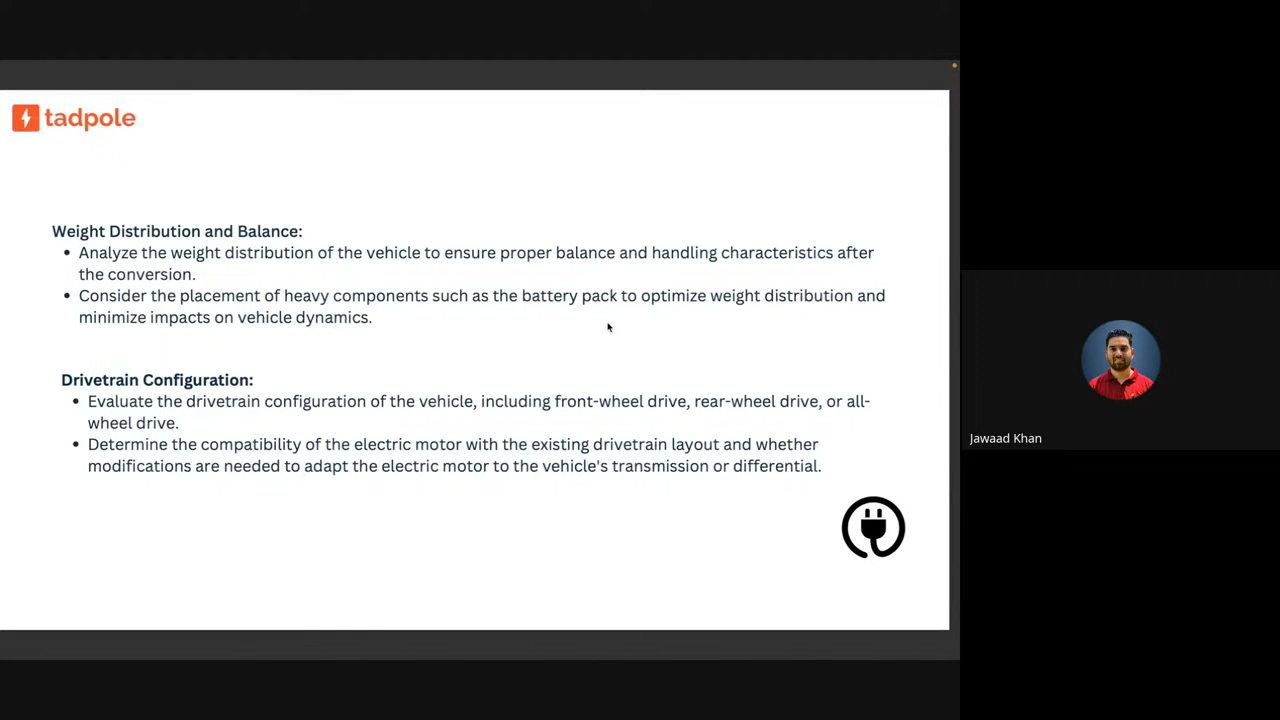 tadpole
Weight Distribution and Balance:
• Analyze the weight distribution of the vehicle to ensure proper balance and handling characteristics after
the conversion.
• Consider the placement of heavy components such as the battery pack to optimize weight distribution and
minimize impacts on vehicle dynamics.
Drivetrain Configuration:
• Evaluate the drivetrain configuration of the vehicle, including front-wheel drive, rear-wheel drive, or all-
wheel drive.
• Determine the compatibility of the electric motor with the existing drivetrain layout and whether
modifications are needed to adapt the electric motor to the vehicle's transmission or differential.
Jawaad Khan